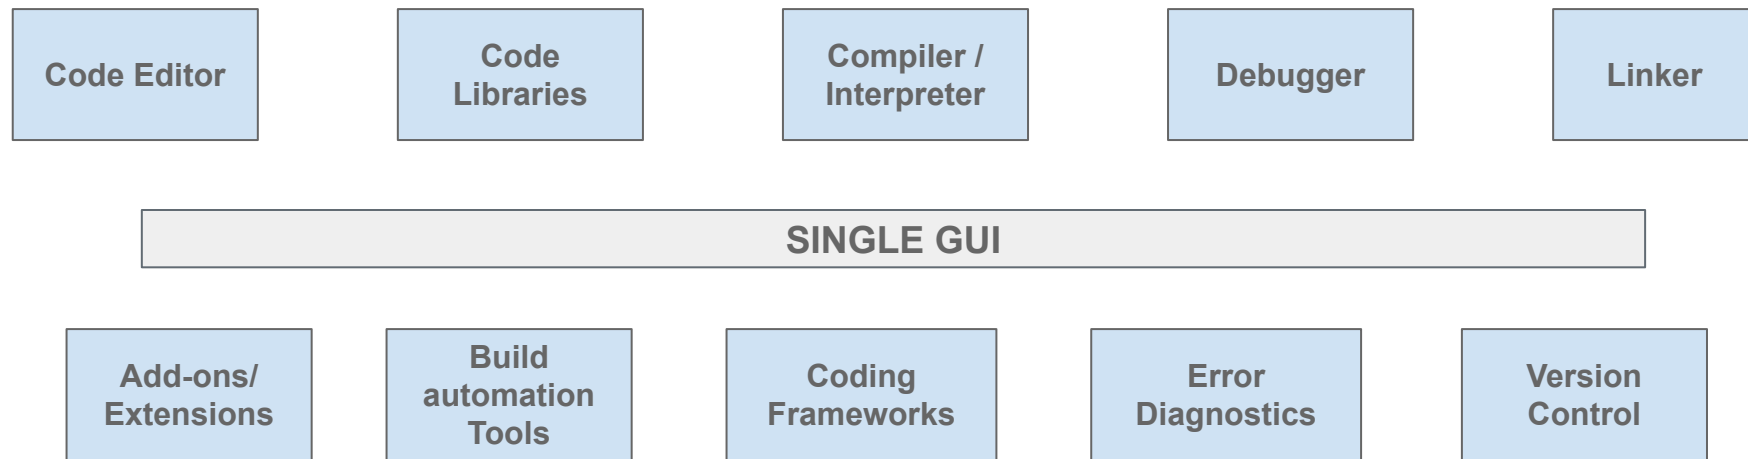 Code Editor
Code
Libraries
Compiler /
Interpreter
Debugger
Linker
SINGLE GUI
Add-ons/
Extensions
Build
automation
Tools
Coding
Frameworks
Error
Diagnostics
Version
Control